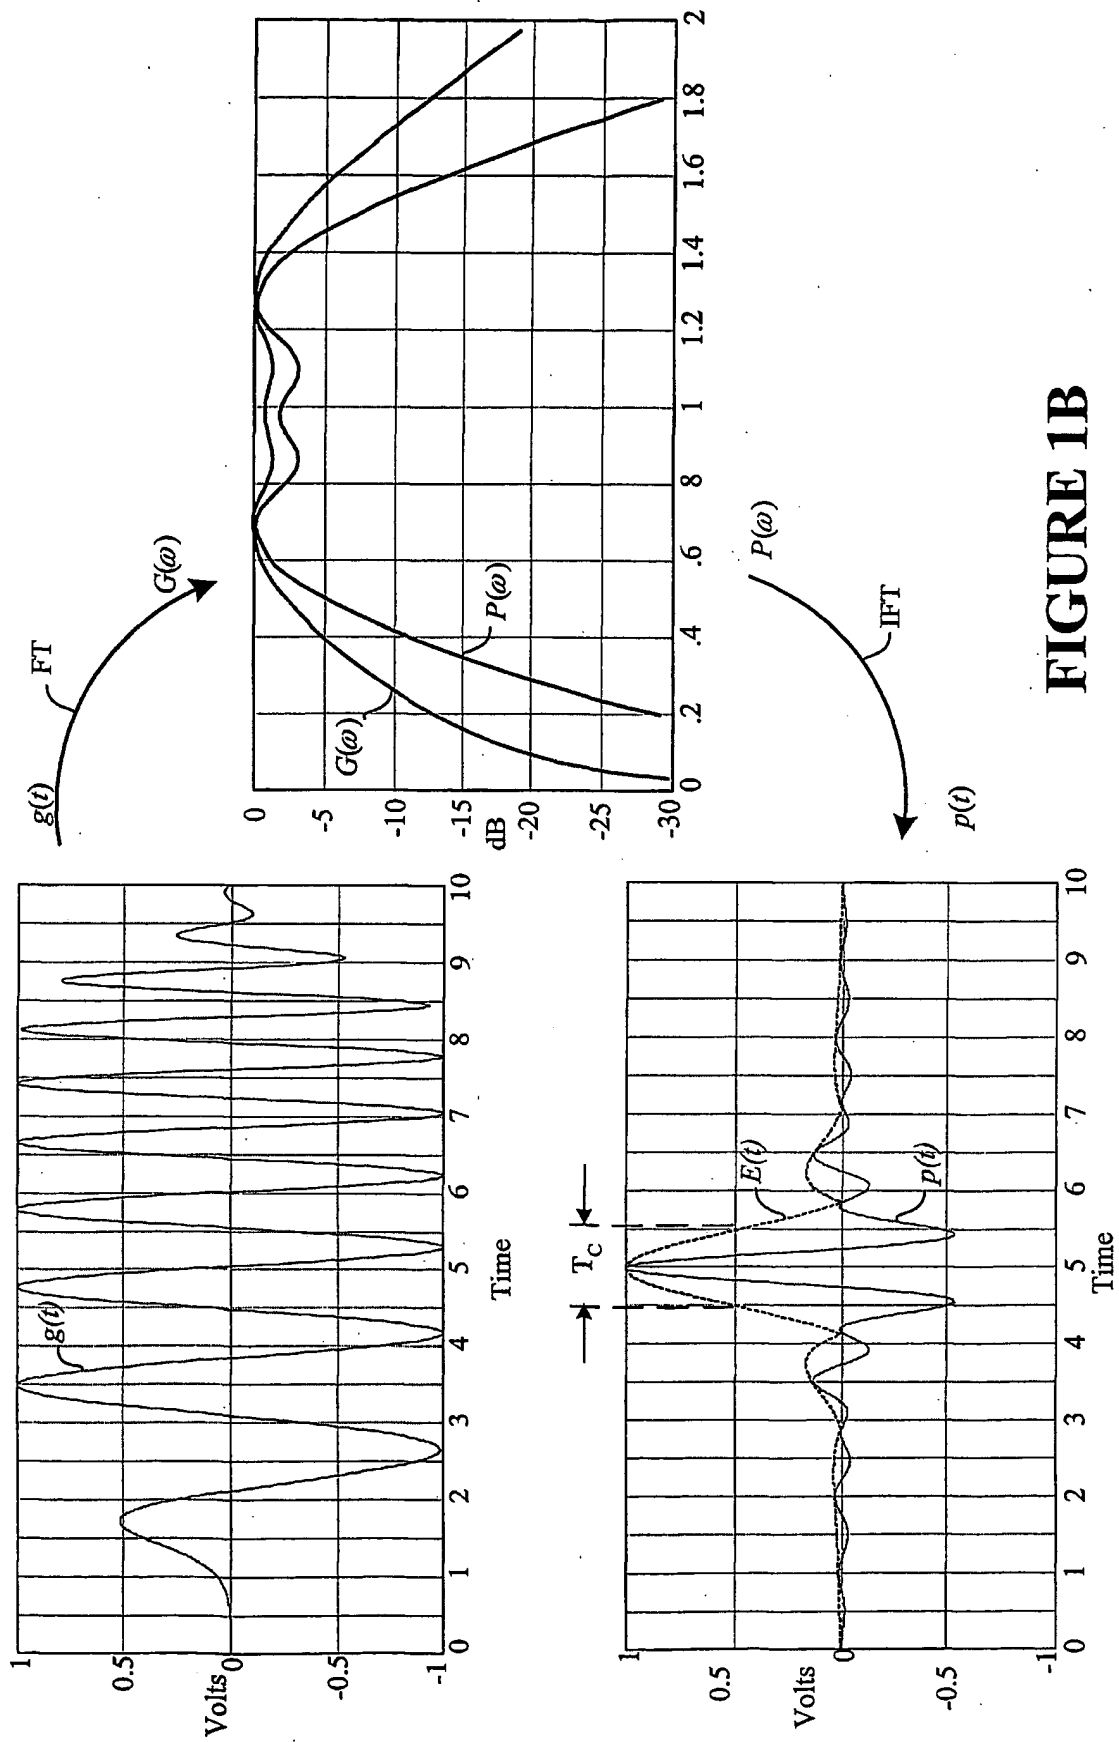 g(t)
FT
G(ω)
1
0.5
Volts
0
-0.5
-1
g(t)
0 1 2 3 4 5 6 7 8 9 10
Time
0
-5
-10
dB
-15
-20
-25
-30
G(ω)
P(ω)
0 .2 .4 .6 .8 1 1.2 1.4 1.6 1.8 2
P(ω)
IFT
p(t)
1
0.5
Volts
0
-0.5
-1
T_C
E(t)
p(t)
0 1 2 3 4 5 6 7 8 9 10
Time
FIGURE 1B